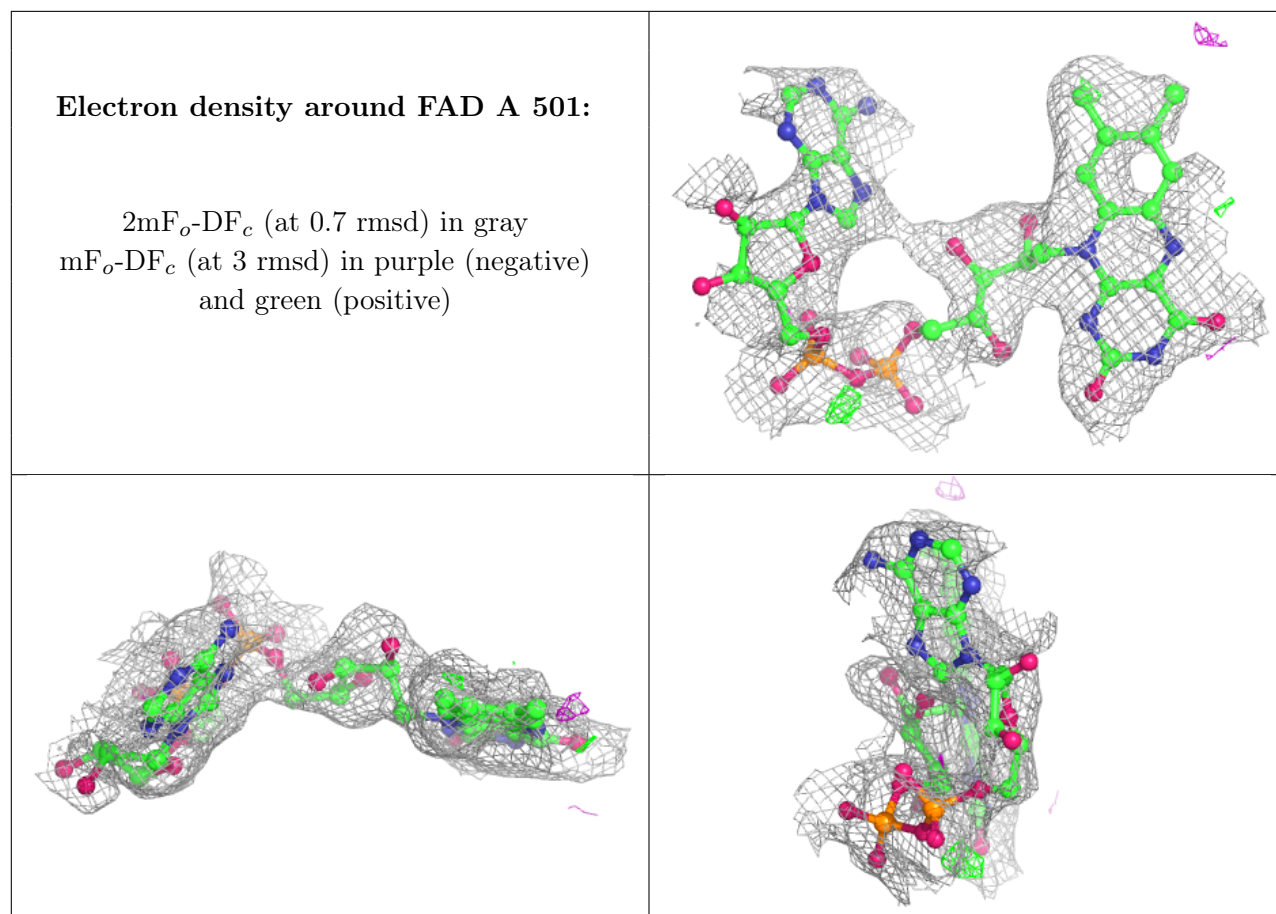 Electron density around FAD A 501:
2mFo-DFc (at 0.7 rmsd) in gray
mFo-DFc (at 3 rmsd) in purple (negative)
and green (positive)